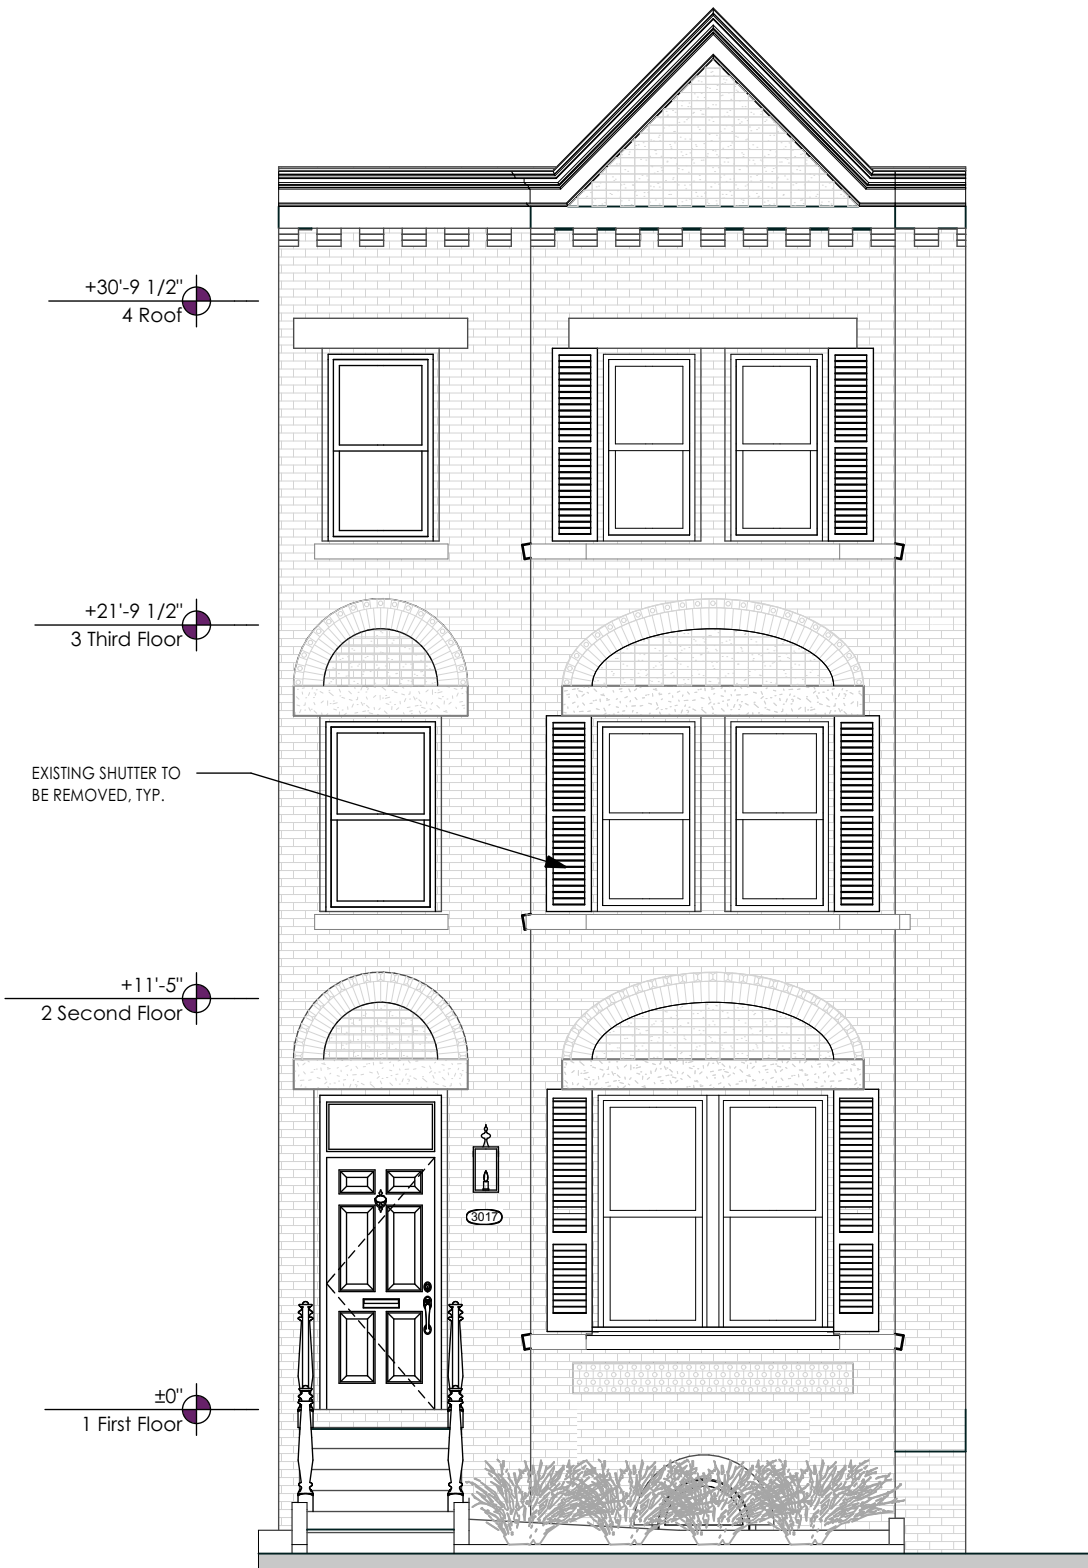 +30'-9 1/2"
4 Roof
+21'-9 1/2"
3 Third Floor
EXISTING SHUTTER TO
BE REMOVED, TYP.
+11'-5"
2 Second Floor
3017
±0"
1 First Floor